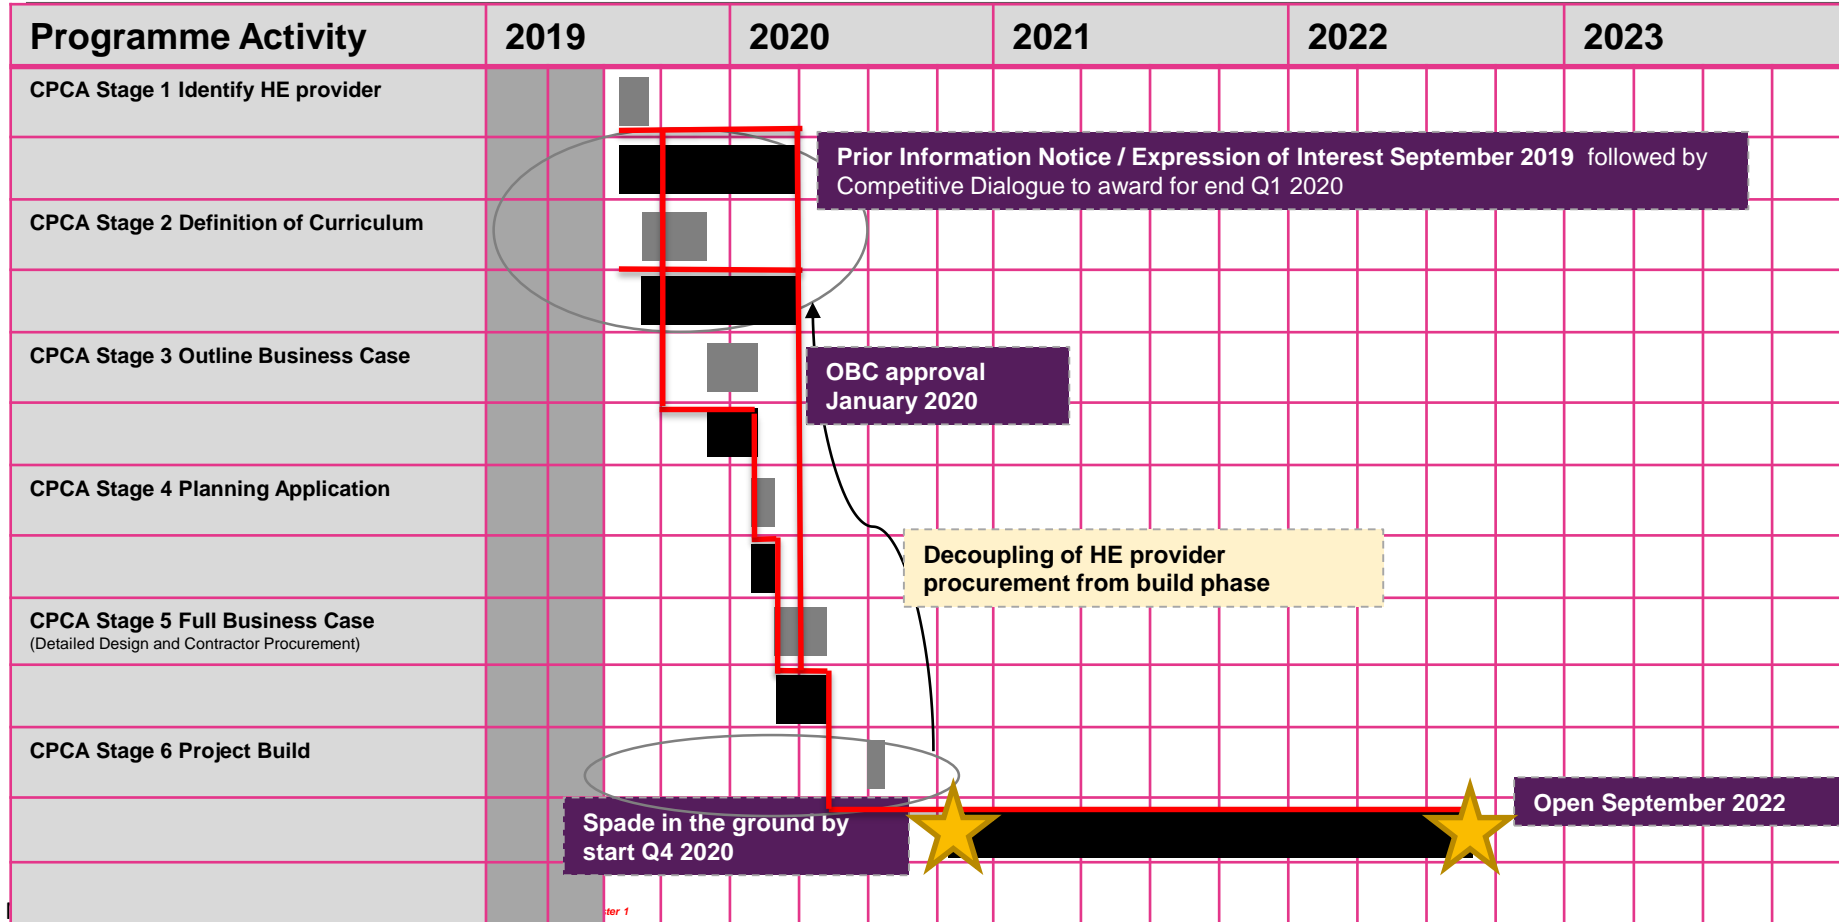 Programme Activity 2019 2020 2021 2022 2023
CPCA Stage 1 Identify HE provider
Prior Information Notice / Expression of Interest September 2019 followed by
Competitive Dialogue to award for end Q1 2020
CPCA Stage 2 Definition of Curriculum
CPCA Stage 3 Outline Business Case
OBC approval
January 2020
CPCA Stage 4 Planning Application
Decoupling of HE provider
procurement from build phase
CPCA Stage 5 Full Business Case
(Detailed Design and Contractor Procurement)
CPCA Stage 6 Project Build
Open September 2022
Spade in the ground by
start Q4 2020
1